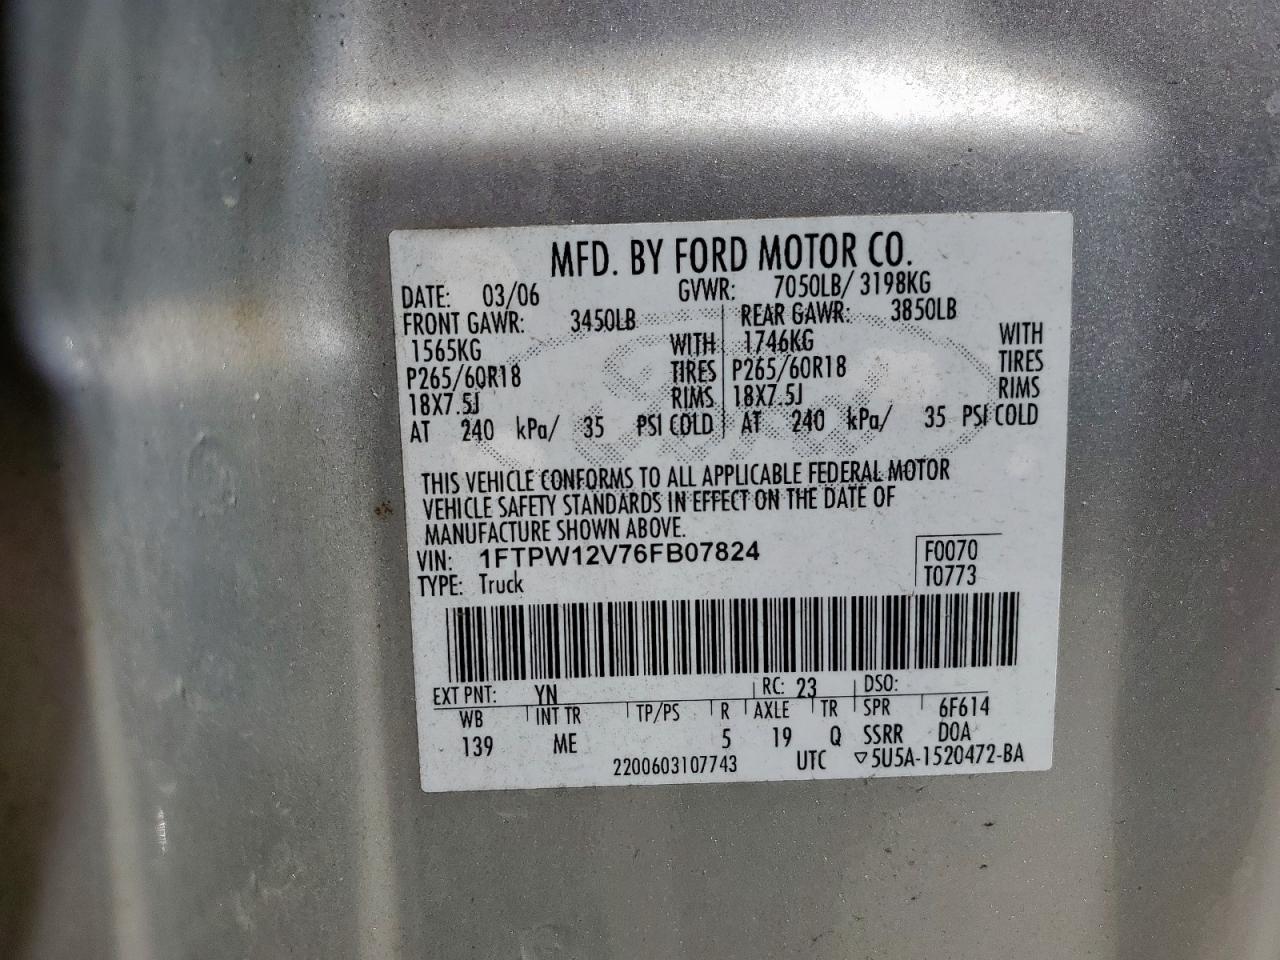 MFD. BY FORD MOTOR CO.
DATE: 03/06 GVWR: 7050LB/ 3198KG
FRONT GAWR: 3450LB REAR GAWR: 3850LB
1565KG WITH 1746KG WITH
P265/60R18 TIRES P265/60R18 TIRES
18X7.5J RIMS 18X7.5J RIMS
AT 240 kPa/ 35 PSI COLD AT 240 kPa/ 35 PSI COLD
THIS VEHICLE CONFORMS TO ALL APPLICABLE FEDERAL MOTOR
VEHICLE SAFETY STANDARDS IN EFFECT ON THE DATE OF
MANUFACTURE SHOWN ABOVE.
VIN: 1FTPW12V76FB07824 F0070
TYPE: Truck T0773
EXT PNT: YN RC: 23 DSO:
WB INT TR TP/PS R AXLE TR SPR 6F614
139 ME 5 19 Q SSRR DOA
2200603107743 UTC ▽5U5A-1520472-BA